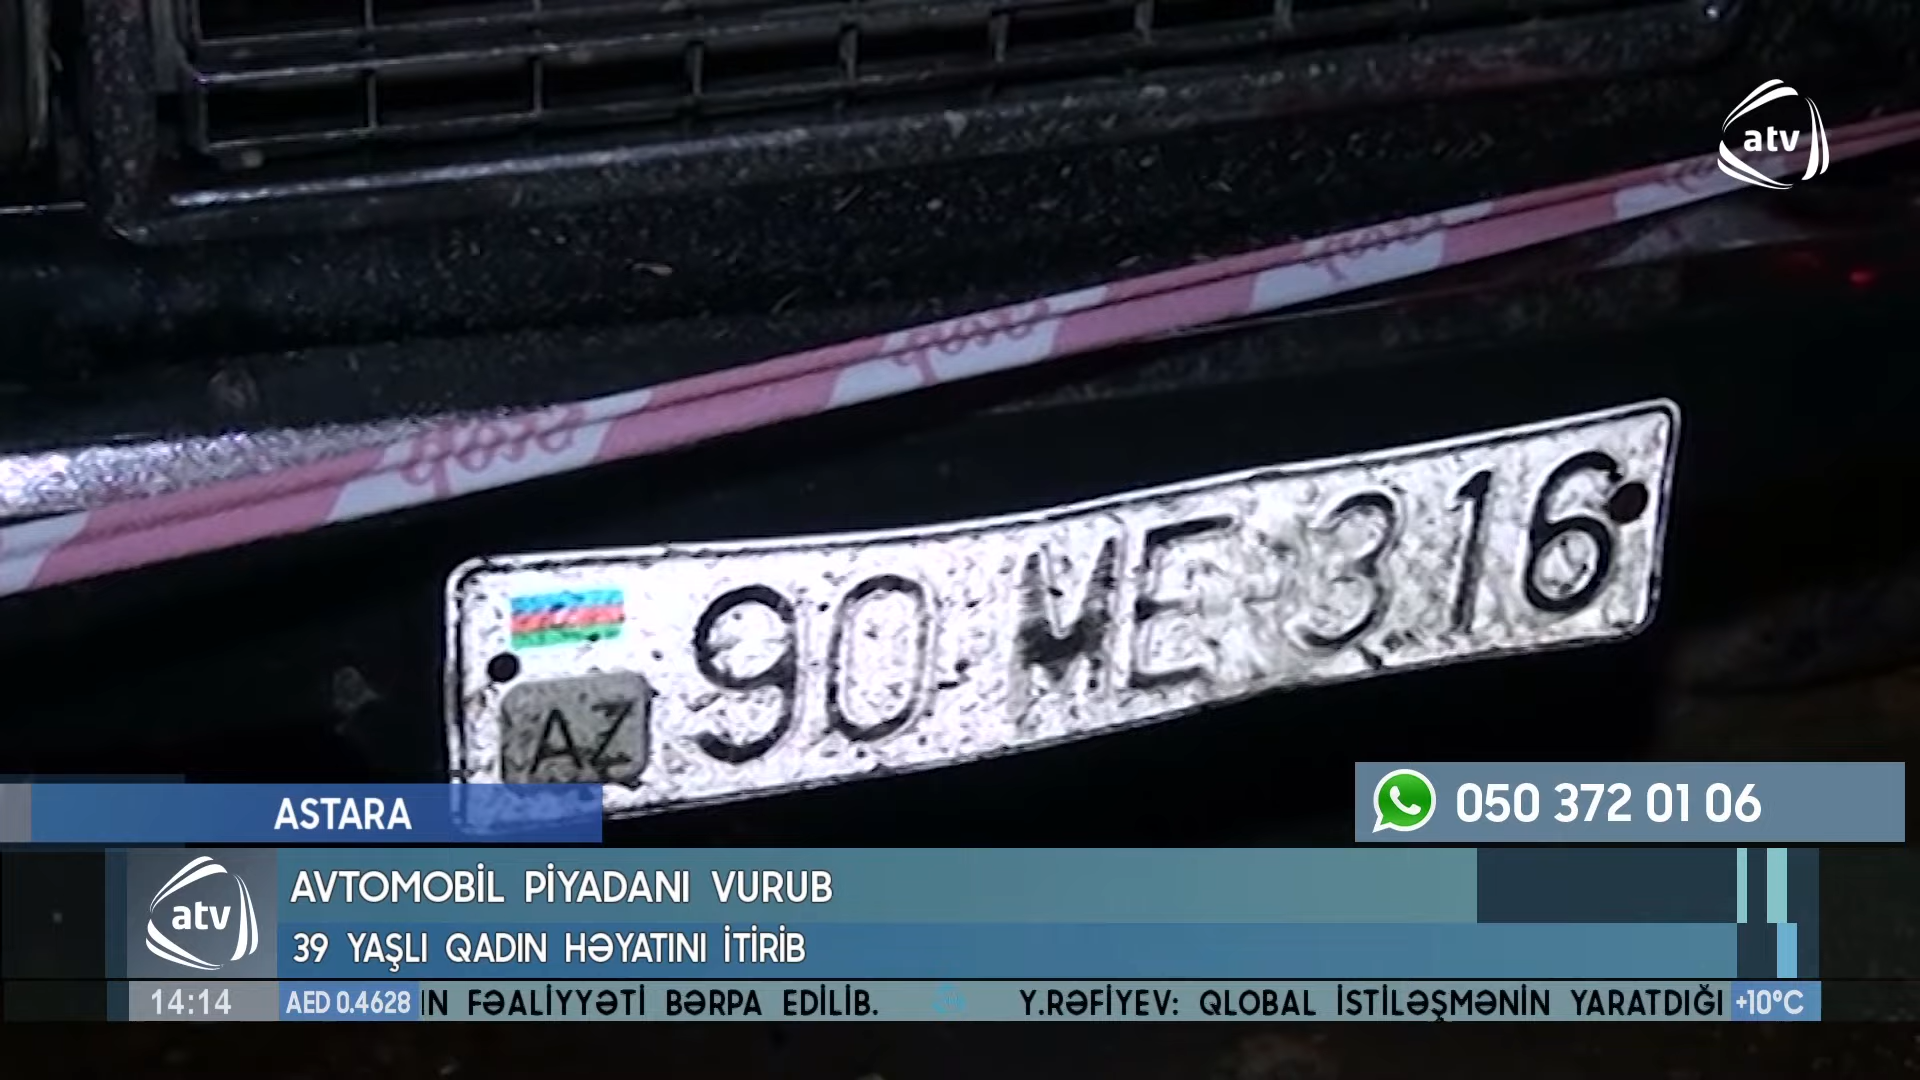 atv
90 ME 316
AZ
ASTARA
050 372 01 06
atv
AVTOMOBİL PİYADANI VURUB
39 YAŞLI QADIN HƏYATINI İTİRİB
14:14
AED 0.4628
IN FƏALİYYƏTİ BƏRPA EDİLİB.
Y.RƏFİYEV: QLOBAL İSTİLƏŞMƏNİN YARATDIĞI
+10°C